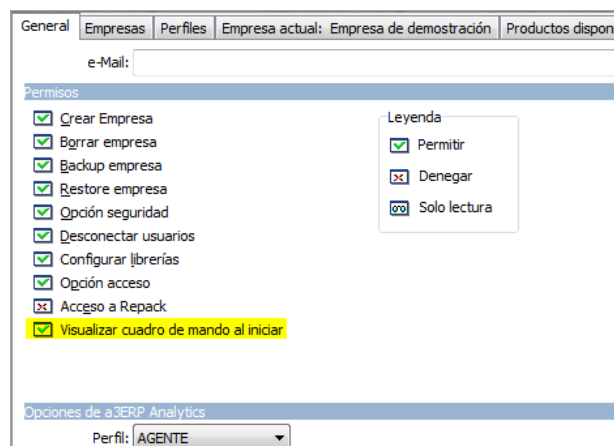 General Empresas Perfiles Empresa actual: Empresa de demostración Productos dispon
e-Mail:
Permisos
Crear Empresa
Borrar empresa
Backup empresa
Restore empresa
Opción seguridad
Desconectar usuarios
Configurar librerías
Opción acceso
Acceso a Repack
Visualizar cuadro de mando al iniciar
Leyenda
Permitir
Denegar
Solo lectura
Opciones de a3ERP Analytics
Perfil: AGENTE